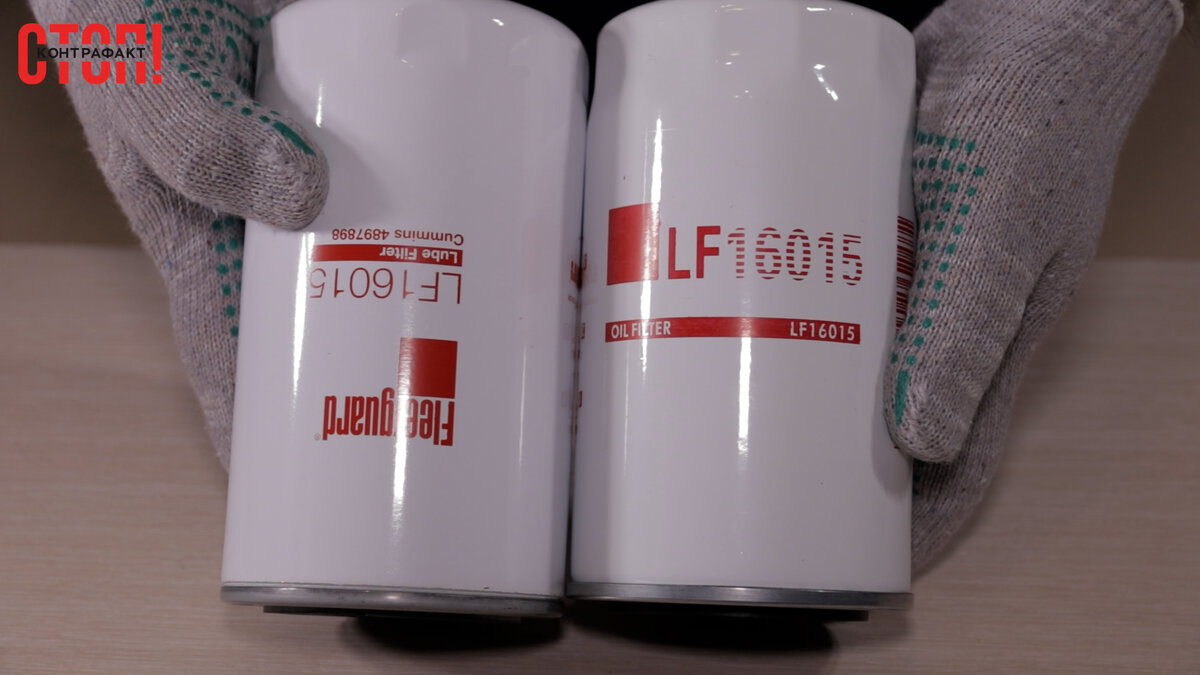 СТОП!
КОНТРАФАКТ
Fleetguard®
LF16015
Lube Filter
Cummins 4897898
LF16015
OIL FILTER LF16015